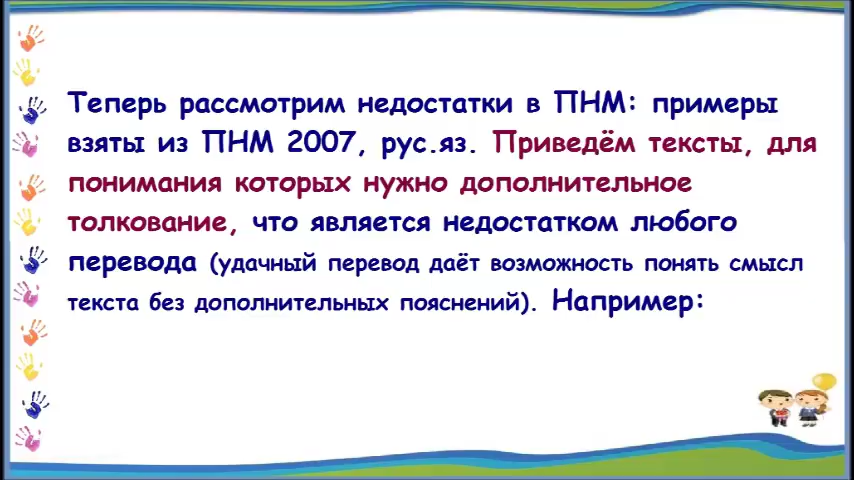 Теперь рассмотрим недостатки в ПНМ: примеры
взяты из ПНМ 2007, рус.яз. Приведём тексты, для
понимания которых нужно дополнительное
толкование, что является недостатком любого
перевода (удачный перевод даёт возможность понять смысл
текста без дополнительных пояснений). Например: